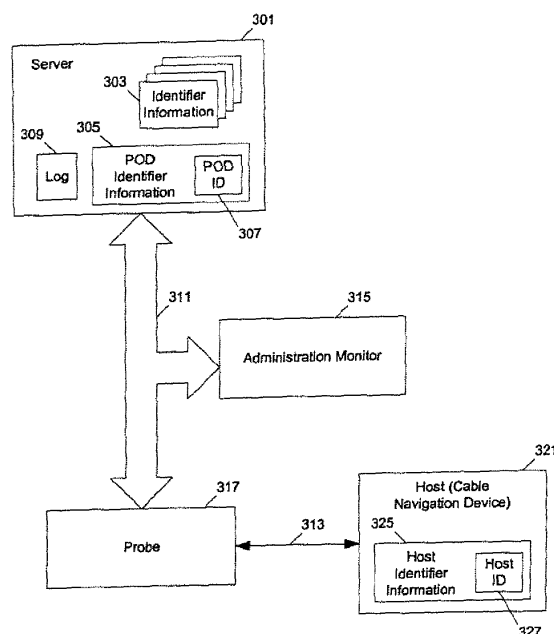 301
Server
303
Identifier
Information
309
305
Log
POD
Identifier
Information
POD
ID
307
311
315
Administration Monitor
317
Probe
313
321
Host (Cable
Navigation Device)
325
Host
Identifier
Information
Host
ID
327